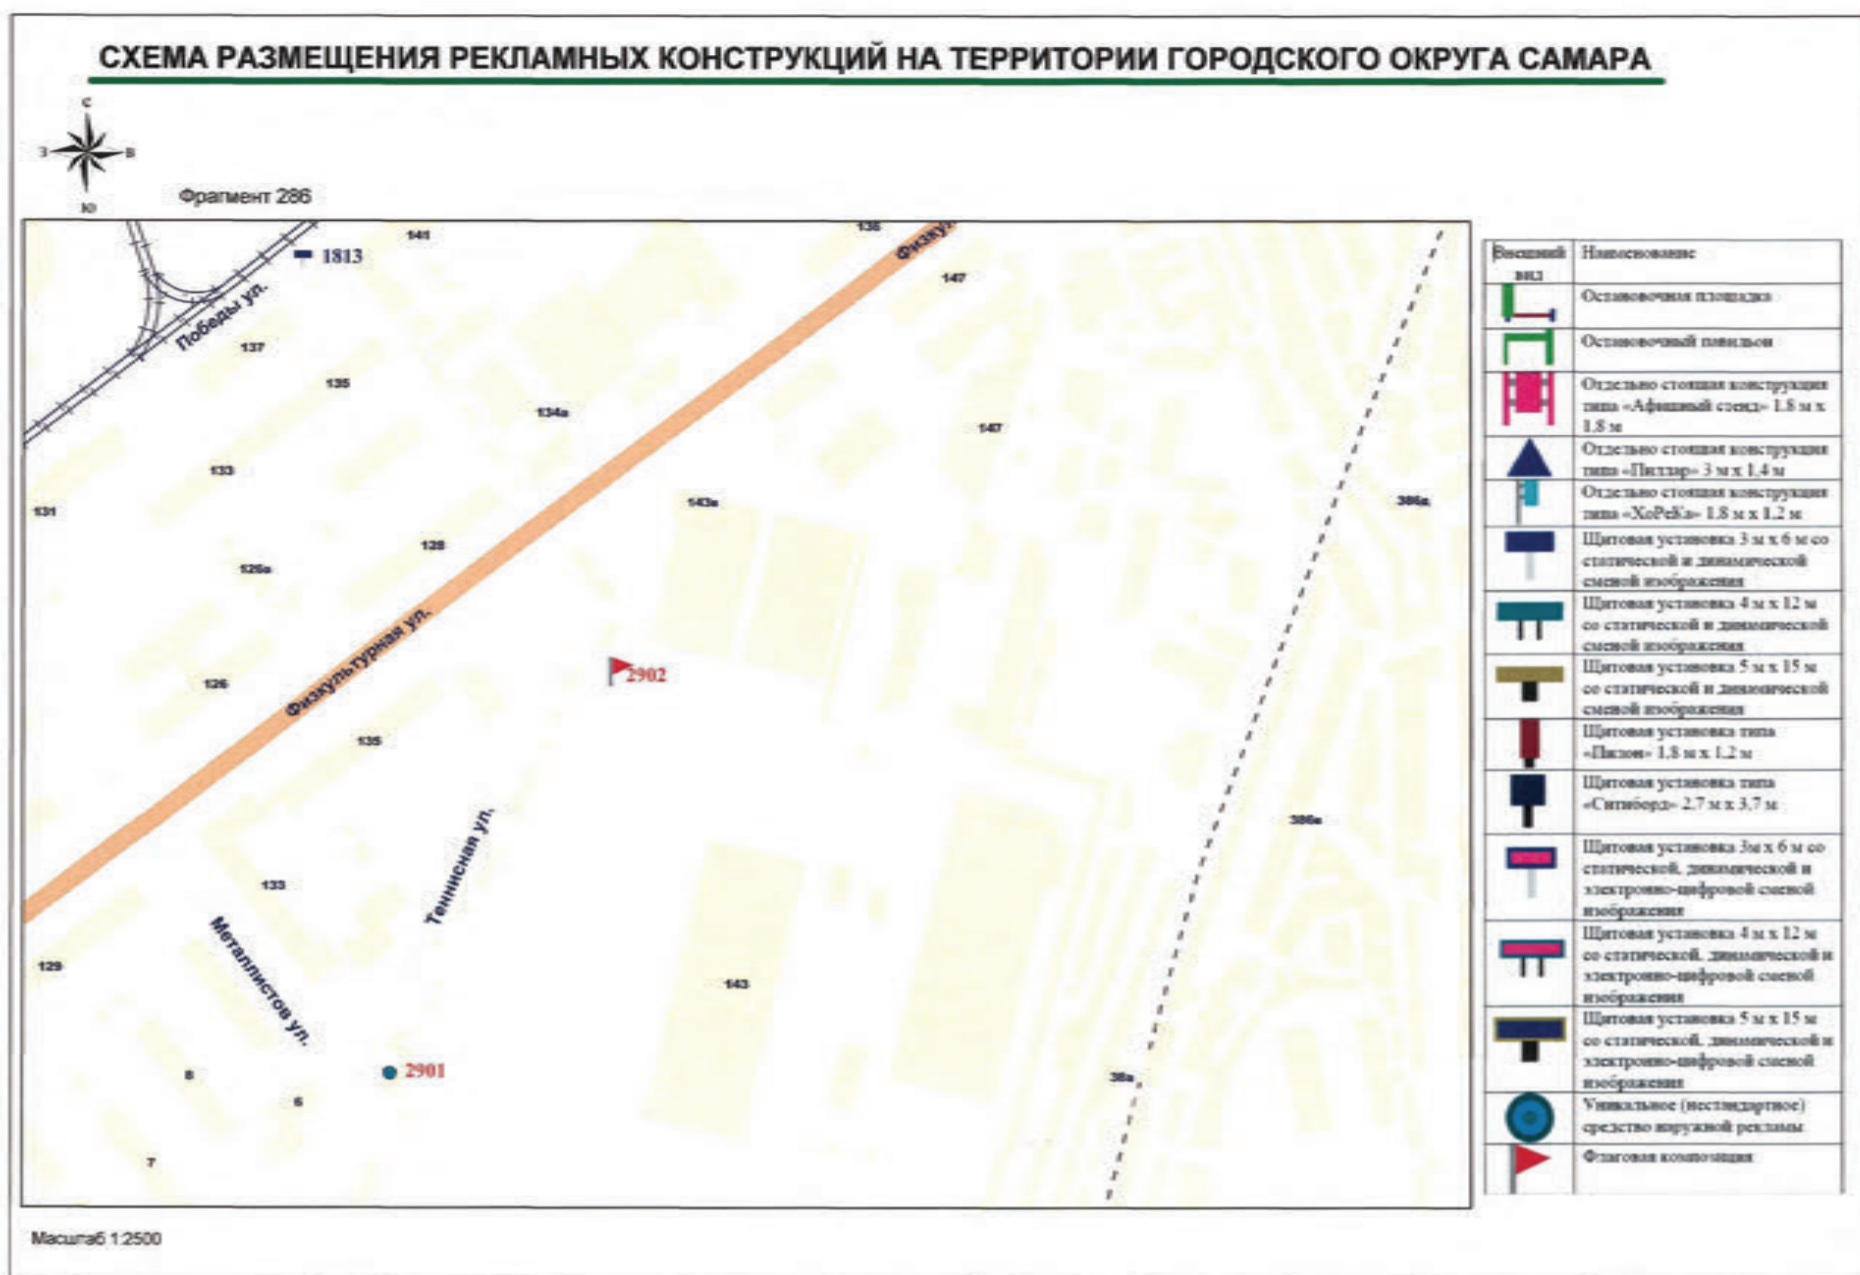 СХЕМА РАЗМЕЩЕНИЯ РЕКЛАМНЫХ КОНСТРУКЦИЙ НА ТЕРРИТОРИИ ГОРОДСКОГО ОКРУГА САМАРА
С
З
В
Ю
Фрагмент 286
141
136
Физку
1813
147
Победы ул.
137
135
134а
147
133
143а
386а
131
128
126а
Физкультурная ул.
2902
126
135
386а
Теннисная ул.
133
Металлистов ул.
129
143
8
2901
38а
6
7
Внешний
вид
Наименование
Остановочная площадка
Остановочный павильон
Отдельно стоящая конструкция
типа «Афишный стенд» 1.8 м х
1.8 м
Отдельно стоящая конструкция
типа «Пиллар» 3 м х 1,4 м
Отдельно стоящая конструкция
типа «ХоРеКа» 1.8 м х 1.2 м
Щитовая установка 3 м х 6 м со
статической и динамической
сменой изображения
Щитовая установка 4 м х 12 м
со статической и динамической
сменой изображения
Щитовая установка 5 м х 15 м
со статической и динамической
сменой изображения
Щитовая установка типа
«Пилон» 1,8 м х 1,2 м
Щитовая установка типа
«Ситиборд» 2,7 м х 3,7 м
Щитовая установка 3м х 6 м со
статической, динамической и
электронно-цифровой сменой
изображения
Щитовая установка 4 м х 12 м
со статической, динамической и
электронно-цифровой сменой
изображения
Щитовая установка 5 м х 15 м
со статической, динамической и
электронно-цифровой сменой
изображения
Уникальное (нестандартное)
средство наружной рекламы
Флаговая композиция
Масштаб 1:2500